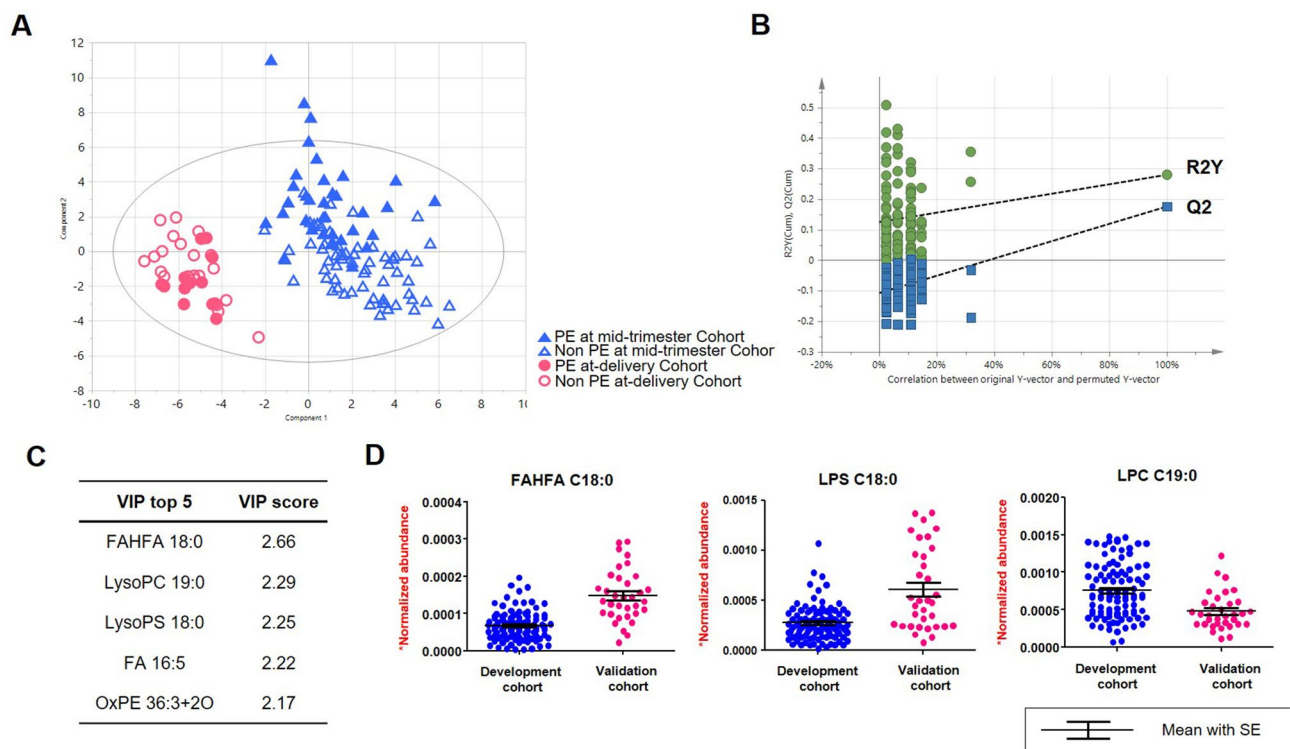 A
12
10
8
6
4
2
0
-2
-4
-6
-8
-10
-8
-6
-4
-2
0
2
4
6
8
10
Component2
Component 1
PE at mid-trimester Cohort
Non PE at mid-trimester Cohor
PE at-delivery Cohort
Non PE at-delivery Cohort
B
0.5
0.4
0.3
0.2
0.1
0
-0.1
-0.2
-0.3
-20%
0%
20%
40%
60%
80%
100%
R2Y(Cum), Q2(Cum)
Correlation between original Y-vector and permuted Y-vector
R2Y
Q2
C
VIP top 5 VIP score
FAHFA 18:0 2.66
LysoPC 19:0 2.29
LysoPS 18:0 2.25
FA 16:5 2.22
OxPE 36:3+2O 2.17
D
FAHFA C18:0
*Normalized abundance
0.0004
0.0003
0.0002
0.0001
0.0000
Development
cohort
Validation
cohort
LPS C18:0
*Normalized abundance
0.0015
0.0010
0.0005
0.0000
Development
cohort
Validation
cohort
LPC C19:0
*Normalized abundance
0.0020
0.0015
0.0010
0.0005
0.0000
Development
cohort
Validation
cohort
Mean with SE